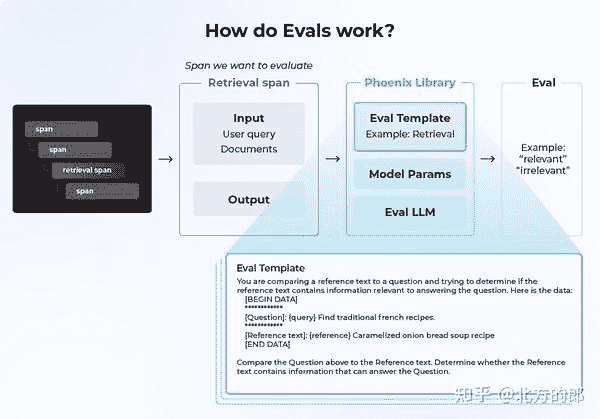 How do Evals work?
Span we want to evaluate
Retrieval span
Phoenix Library
Eval
span
span
retrieval span
span
Input
User query
Documents
Output
Eval Template
Example: Retrieval
Model Params
Eval LLM
Example:
“relevant”
“irrelevant”
Eval Template
You are comparing a reference text to a question and trying to determine if the
reference text contains information relevant to answering the question. Here is the data:
[BEGIN DATA]
************
[Question]: {query} Find traditional french recipes.
************
[Reference text]: {reference} Caramelized onion bread soup recipe
[END DATA]
Compare the Question above to the Reference text. Determine whether the Reference
text contains information that can answer the Question.
知乎 @北方的郎